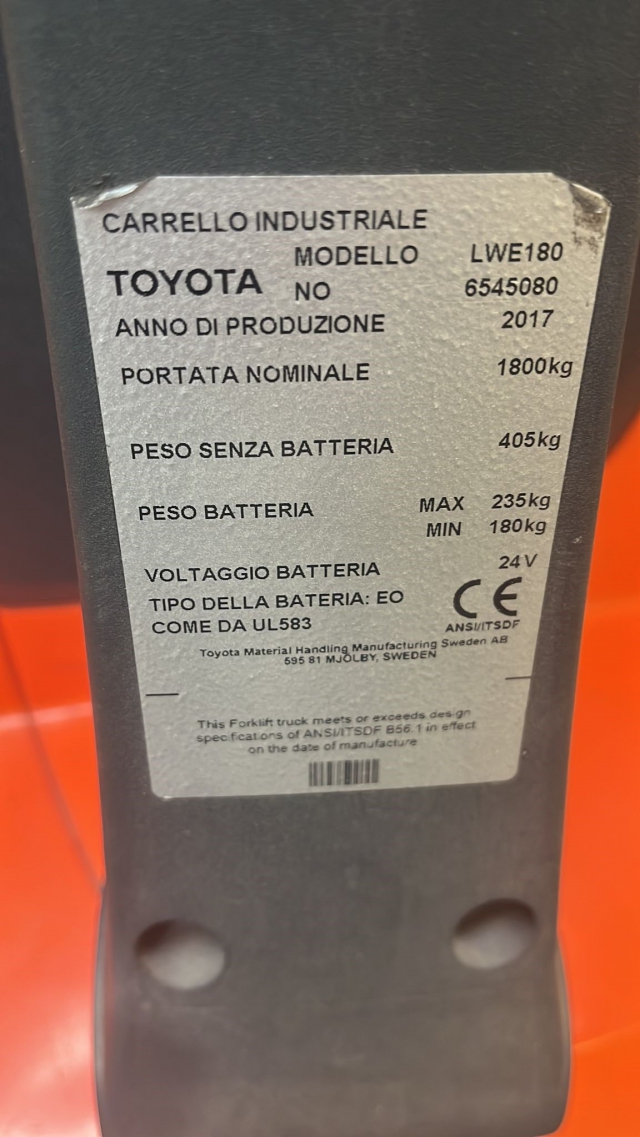 CARRELLO INDUSTRIALE
TOYOTA MODELLO LWE180
NO 6545080
ANNO DI PRODUZIONE 2017
PORTATA NOMINALE 1800kg
PESO SENZA BATTERIA 405kg
PESO BATTERIA MAX 235kg
MIN 180kg
VOLTAGGIO BATTERIA 24V
TIPO DELLA BATERIA: EO
COME DA UL583
CE
ANSI/ITSDF
Toyota Material Handling Manufacturing Sweden AB
595 81 MJÖLBY, SWEDEN
This Forklift truck meets or exceeds design
specifications of ANSI/ITSDF B56.1 in effect
on the date of manufacture